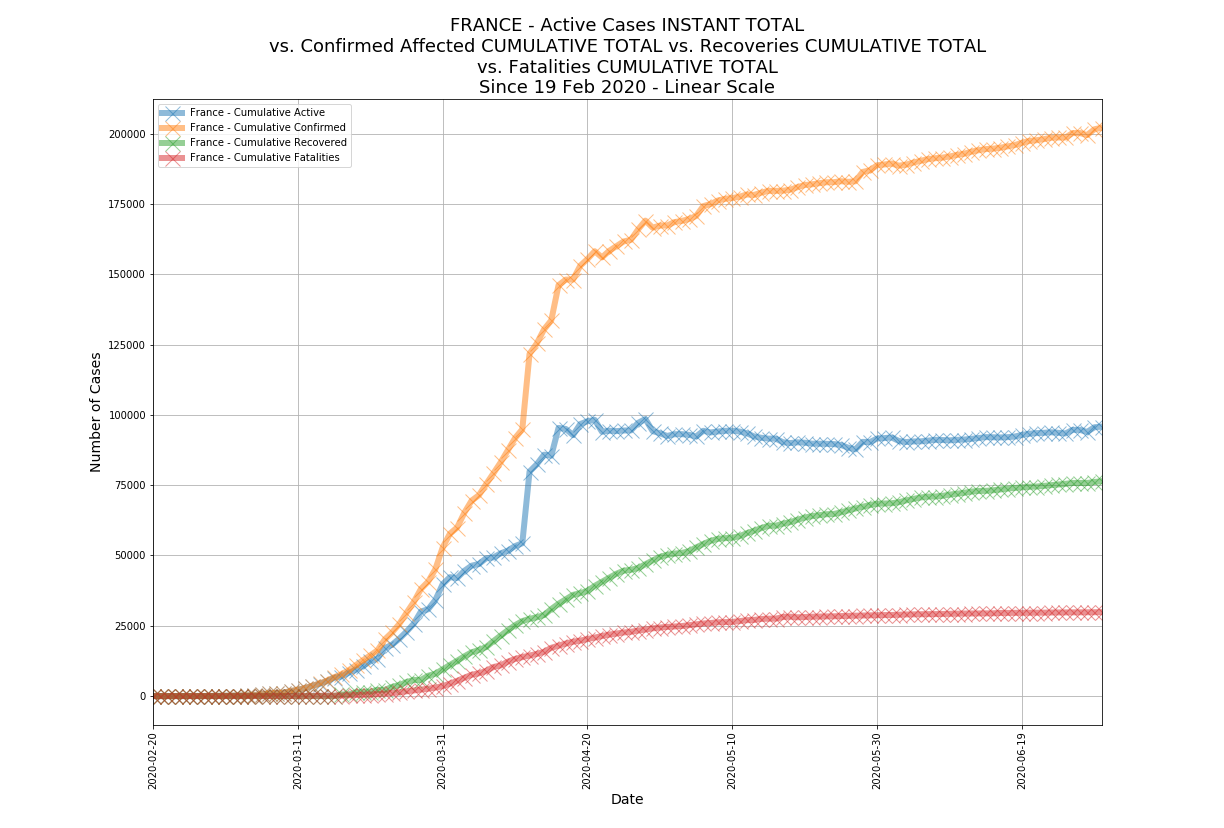 FRANCE - Active Cases INSTANT TOTAL
vs. Confirmed Affected CUMULATIVE TOTAL vs. Recoveries CUMULATIVE TOTAL
vs. Fatalities CUMULATIVE TOTAL
Since 19 Feb 2020 - Linear Scale
France - Cumulative Active
France - Cumulative Confirmed
France - Cumulative Recovered
France - Cumulative Fatalities
Number of Cases
200000
175000
150000
125000
100000
75000
50000
25000
0
2020-02-20
2020-03-11
2020-03-31
2020-04-20
2020-05-10
2020-05-30
2020-06-19
Date